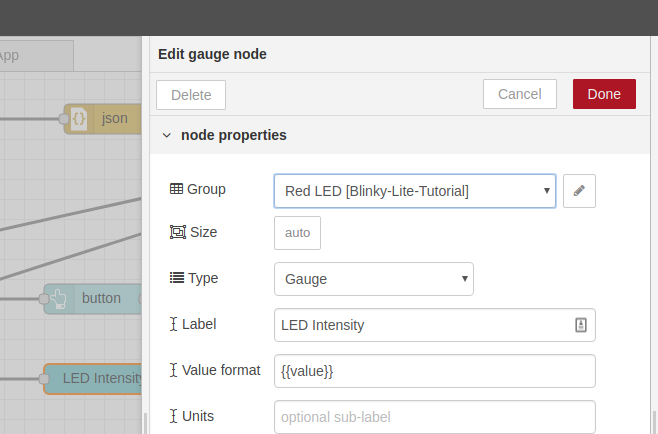 App
Edit gauge node
Delete
Cancel
Done
node properties
json
Group
Red LED [Blinky-Lite-Tutorial]
Size
auto
Type
Gauge
button
Label
LED Intensity
Value format
{{value}}
LED Intensity
Units
optional sub-label